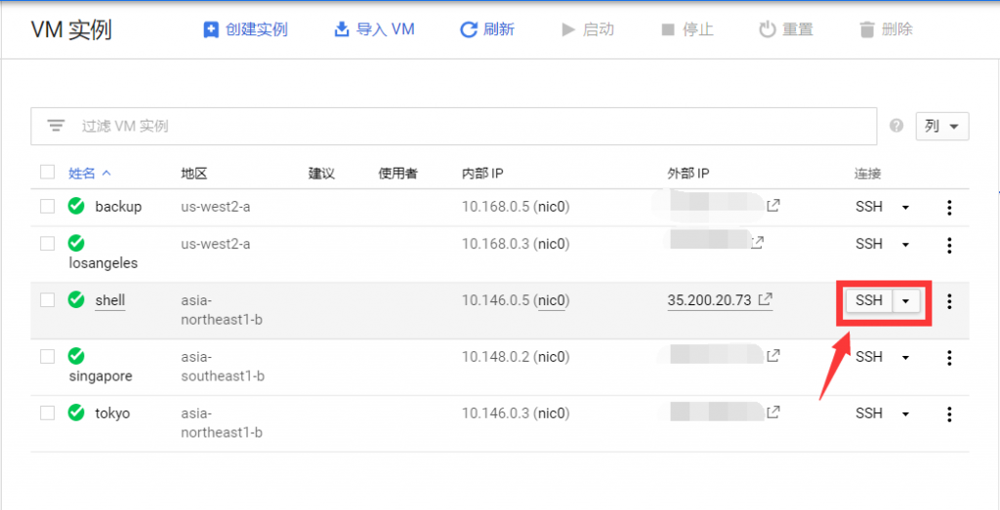 VM 实例 创建实例 导入 VM 刷新 启动 停止 重置 删除
过滤 VM 实例 列
姓名 地区 建议 使用者 内部 IP 外部 IP 连接
backup us-west2-a 10.168.0.5 (nic0) SSH
losangeles us-west2-a 10.168.0.3 (nic0) SSH
shell asia-northeast1-b 10.146.0.5 (nic0) 35.200.20.73 SSH
singapore asia-southeast1-b 10.148.0.2 (nic0) SSH
tokyo asia-northeast1-b 10.146.0.3 (nic0) SSH